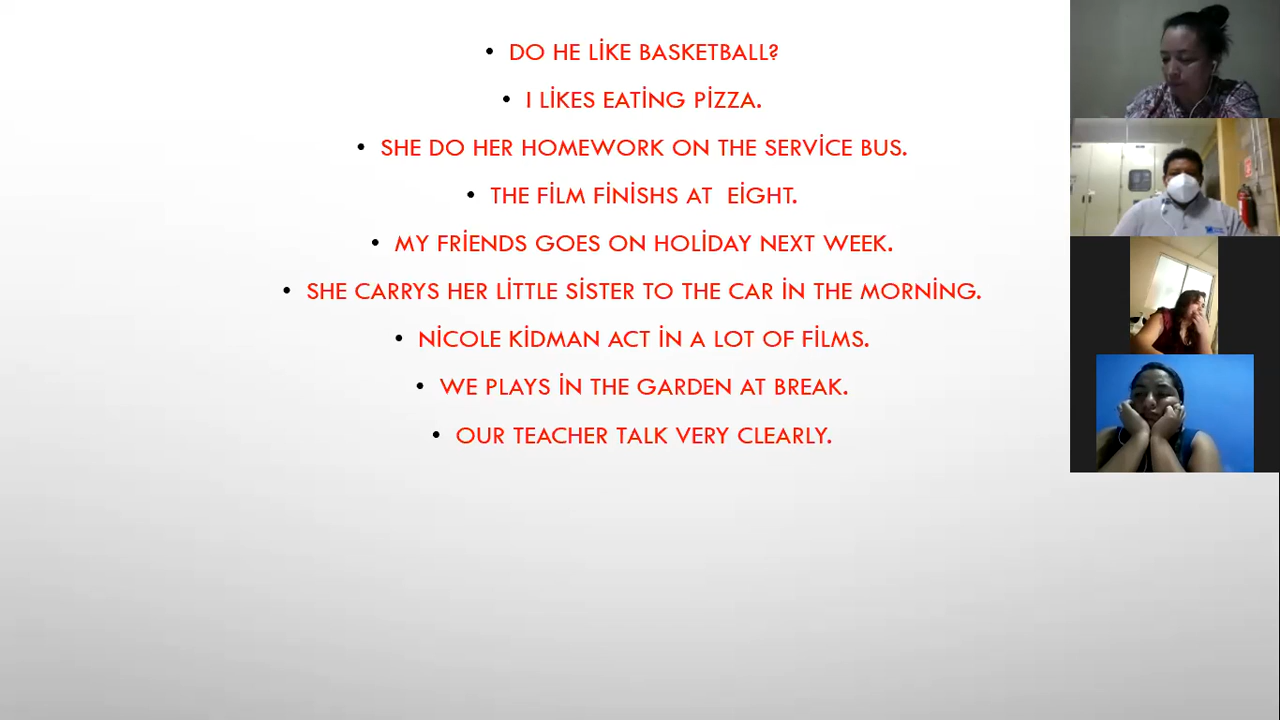 • DO HE LİKE BASKETBALL?
• I LİKES EATİNG PİZZA.
• SHE DO HER HOMEWORK ON THE SERVİCE BUS.
• THE FİLM FİNİSHS AT  EİGHT.
• MY FRİENDS GOES ON HOLİDAY NEXT WEEK.
• SHE CARRYS HER LİTTLE SİSTER TO THE CAR İN THE MORNİNG.
• NİCOLE KİDMAN ACT İN A LOT OF FİLMS.
• WE PLAYS İN THE GARDEN AT BREAK.
• OUR TEACHER TALK VERY CLEARLY.